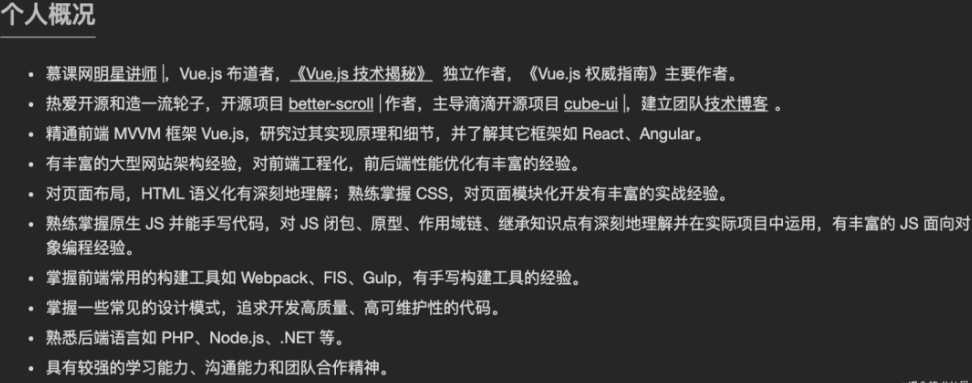 个人概况
慕课网明星讲师，Vue.js 布道者，《Vue.js 技术揭秘》 独立作者，《Vue.js 权威指南》主要作者。
热爱开源和造一流轮子，开源项目 better-scroll 作者，主导滴滴开源项目 cube-ui，建立团队技术博客 。
精通前端 MVVM 框架 Vue.js，研究过其实现原理和细节，并了解其它框架如 React、Angular。
有丰富的大型网站架构经验，对前端工程化，前后端性能优化有丰富的经验。
对页面布局，HTML 语义化有深刻地理解；熟练掌握 CSS，对页面模块化开发有丰富的实战经验。
熟练掌握原生 JS 并能手写代码，对 JS 闭包、原型、作用域链、继承知识点有深刻地理解并在实际项目中运用，有丰富的 JS 面向对
象编程经验。
掌握前端常用的构建工具如 Webpack、FIS、Gulp，有手写构建工具的经验。
掌握一些常见的设计模式，追求开发高质量、高可维护性的代码。
熟悉后端语言如 PHP、Node.js、.NET 等。
具有较强的学习能力、沟通能力和团队合作精神。